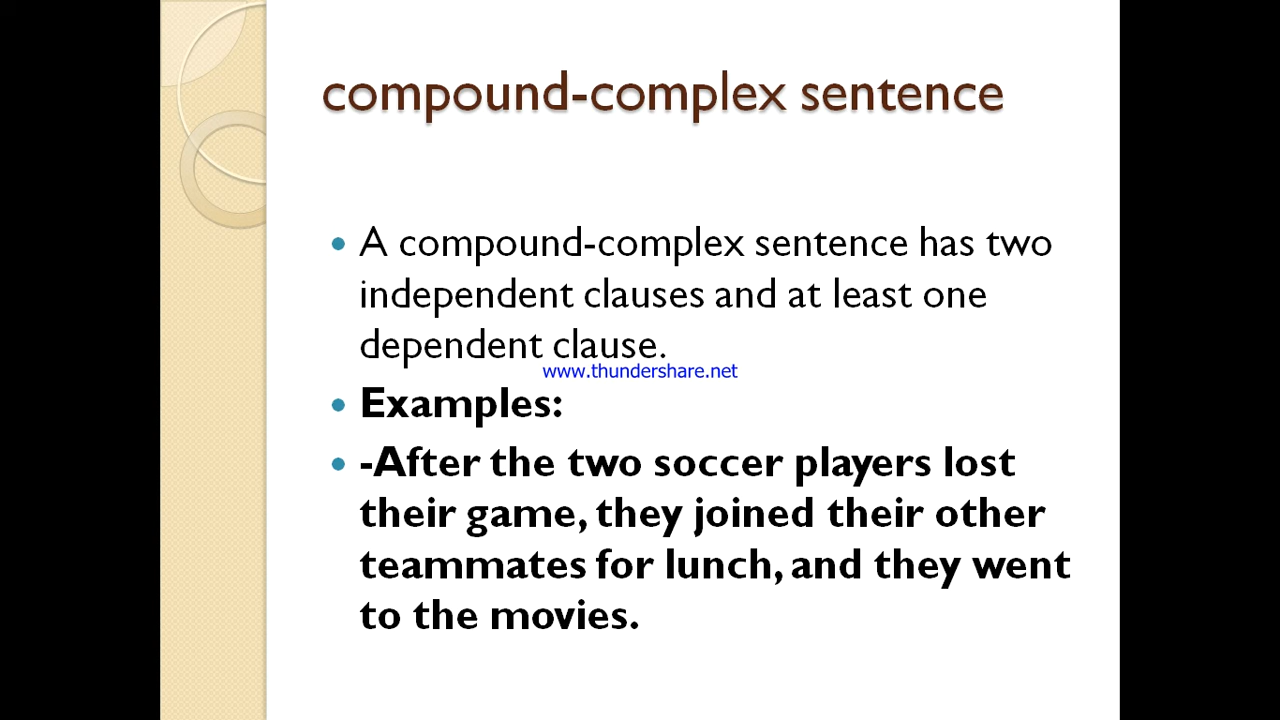 compound-complex sentence
A compound-complex sentence has two
independent clauses and at least one
dependent clause.
www.thundershare.net
Examples:
-After the two soccer players lost
their game, they joined their other
teammates for lunch, and they went
to the movies.